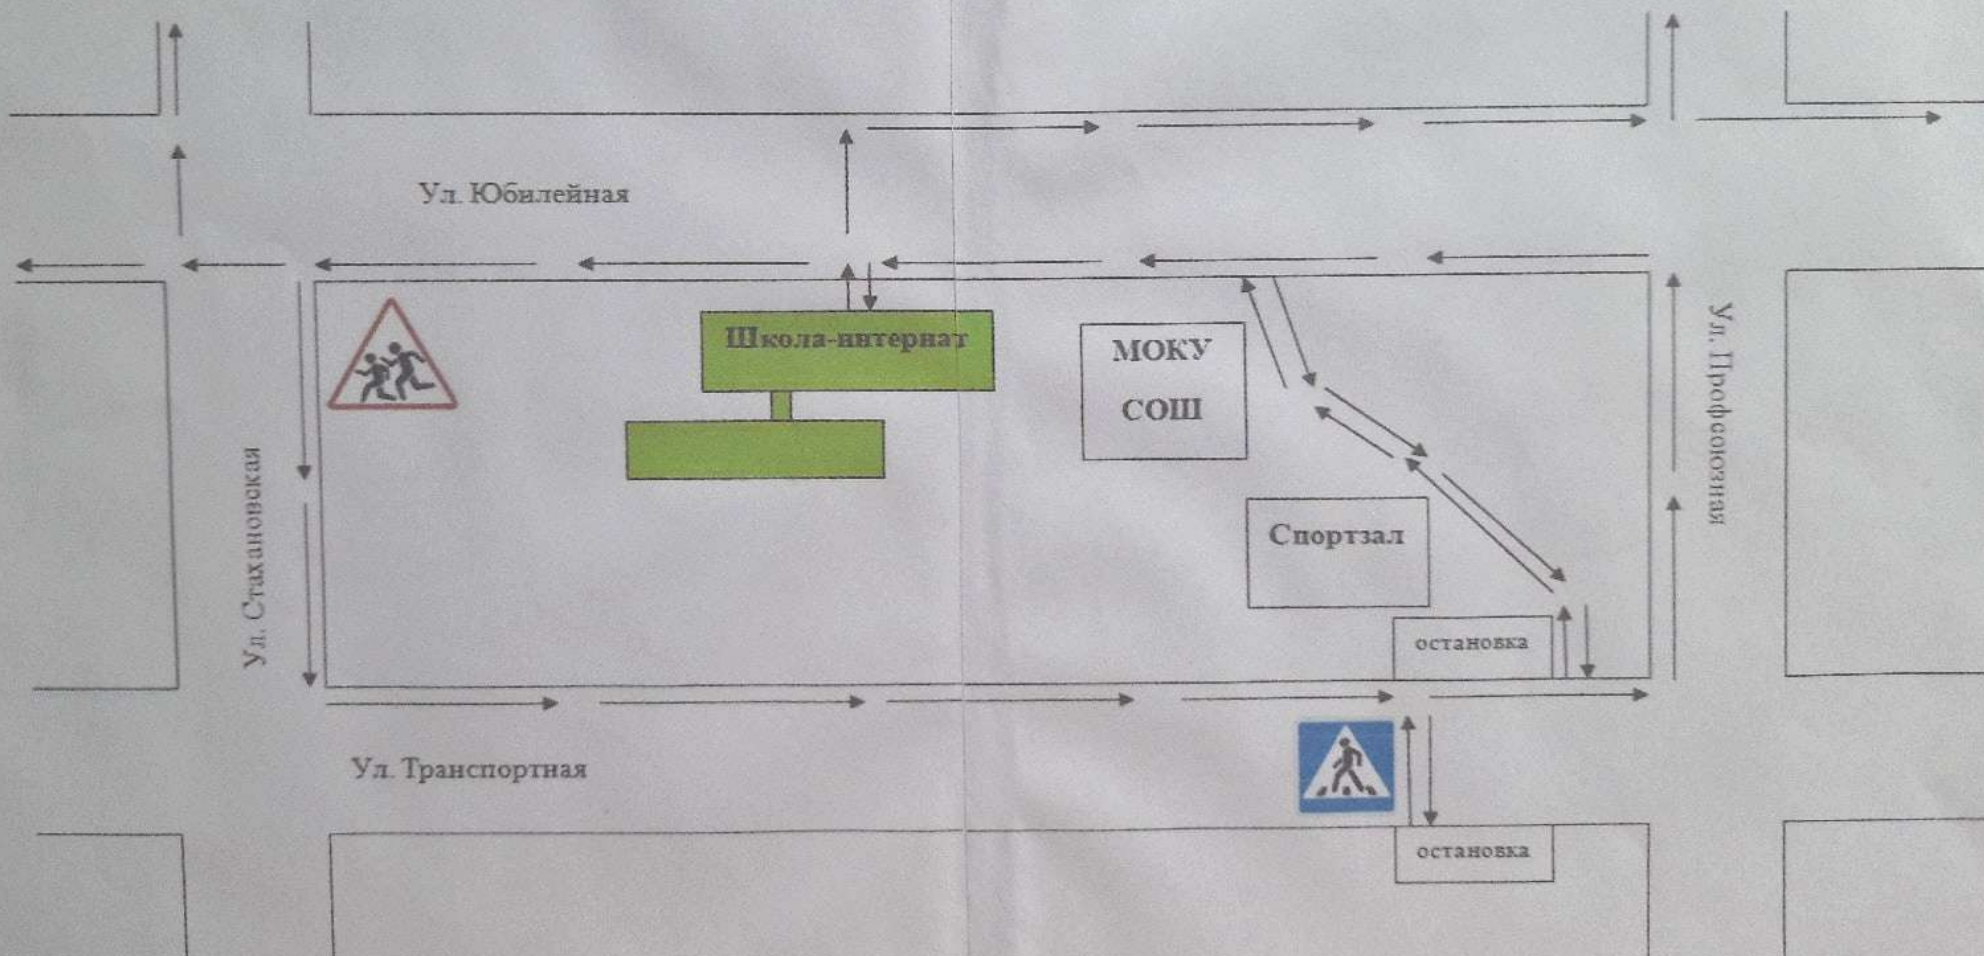 Ул. Юбилейная
Школа-интернат
МОКУ
СОШ
Ул. Профсоюзная
Ул. Стахановская
Спортзал
остановка
Ул. Транспортная
остановка